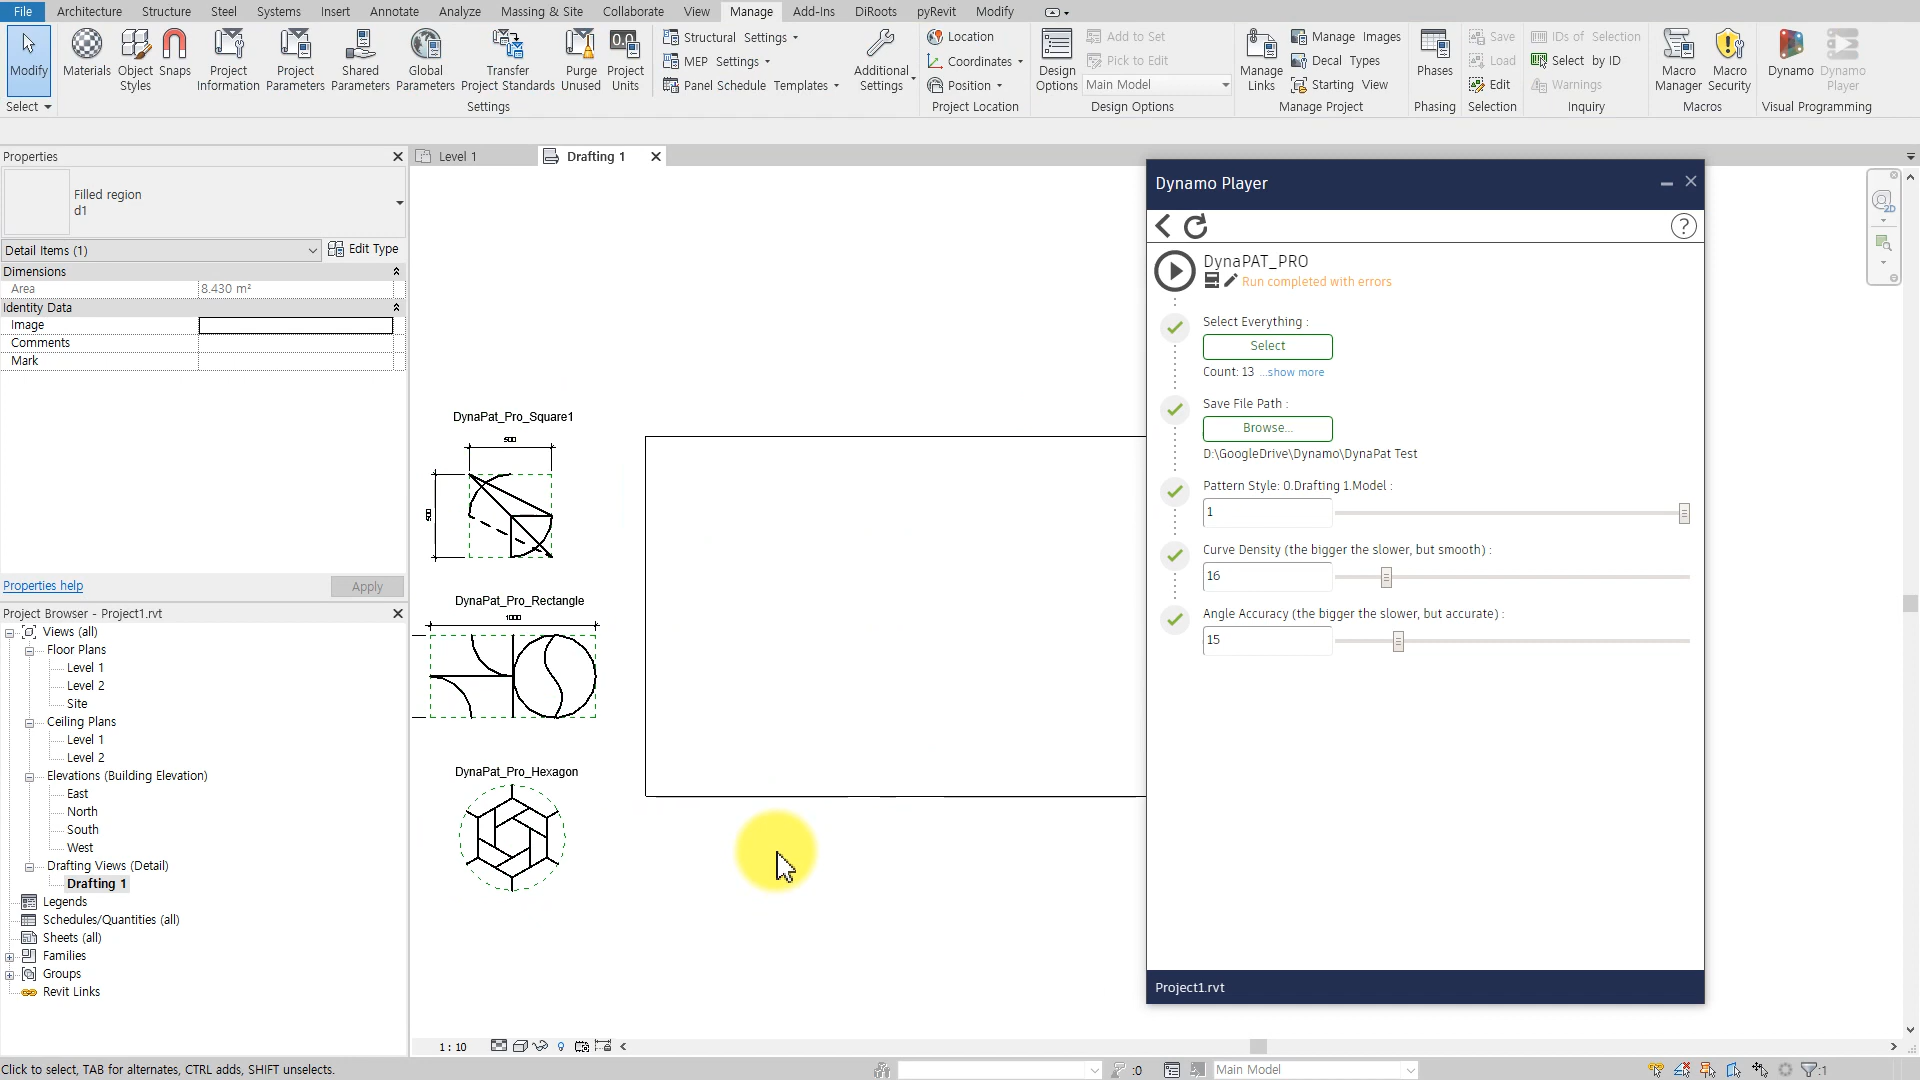 File Architecture Structure Steel Systems Insert Annotate Analyze Massing & Site Collaborate View Manage Add-Ins DiRoots pyRevit Modify
Modify
Select
Materials
Object
Styles
Snaps
Project
Information
Project
Parameters
Shared
Parameters
Global
Parameters
Transfer
Project Standards
Purge
Unused
Project
Units
Structural Settings
MEP Settings
Panel Schedule Templates
Settings
Additional
Settings
Location
Coordinates
Position
Project Location
Design
Options
Add to Set
Pick to Edit
Main Model
Design Options
Manage
Links
Manage Images
Decal Types
Starting View
Manage Project
Phases
Phasing
Save
Load
Edit
Selection
IDs of Selection
Select by ID
Warnings
Inquiry
Macro
Manager
Macro
Security
Macros
Dynamo
Dynamo
Player
Visual Programming
Properties
Filled region
d1
Detail Items (1)
Edit Type
Dimensions
Area 8.430 m²
Identity Data
Image
Comments
Mark
Properties help
Apply
Project Browser - Project1.rvt
Views (all)
Floor Plans
Level 1
Level 2
Site
Ceiling Plans
Level 1
Level 2
Elevations (Building Elevation)
East
North
South
West
Drafting Views (Detail)
Drafting 1
Legends
Schedules/Quantities (all)
Sheets (all)
Families
Groups
Revit Links
Level 1
Drafting 1
DynaPat_Pro_Square1
500
500
DynaPat_Pro_Rectangle
1000
DynaPat_Pro_Hexagon
Dynamo Player
?
DynaPAT_PRO
Run completed with errors
Select Everything :
Select
Count: 13 ...show more
Save File Path :
Browse...
D:\GoogleDrive\Dynamo\DynaPat Test
Pattern Style: 0.Drafting 1.Model :
1
Curve Density (the bigger the slower, but smooth) :
16
Angle Accuracy (the bigger the slower, but accurate) :
15
Project1.rvt
2D
1 : 10
Click to select, TAB for alternates, CTRL adds, SHIFT unselects.
:0
Main Model
:1